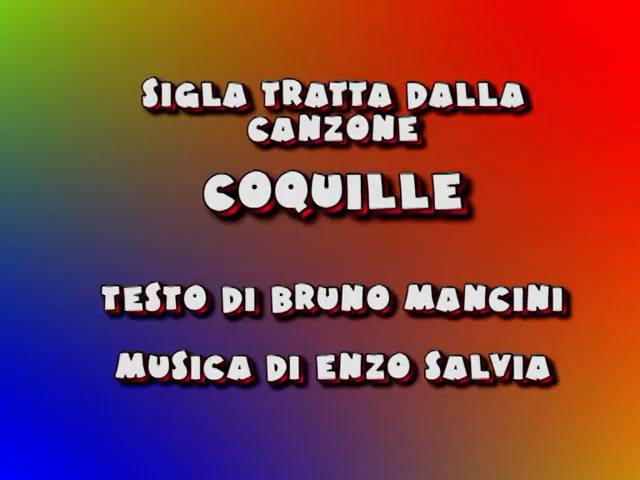 SIGLA TRATTA DALLA
CANZONE
COQUILLE
TESTO DI BRUNO MANCINI
MUSICA DI ENZO SALVIA